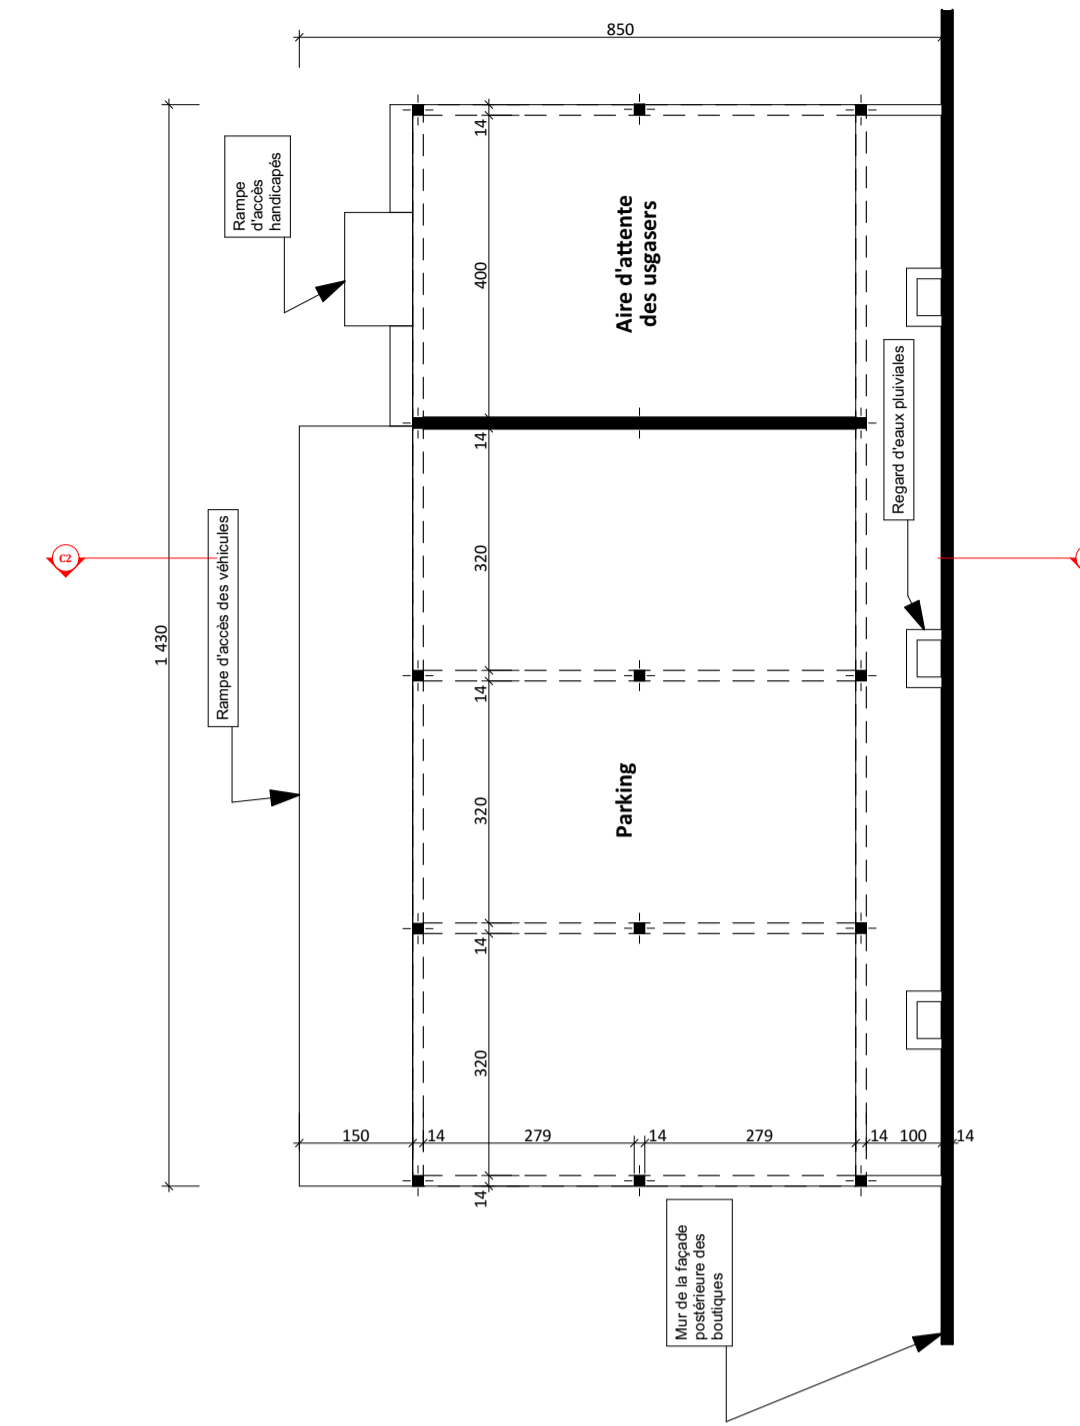 850
1 430
14
400
14
320
14
320
14
320
14
150
14
279
14
279
14
100
14
Rampe
d'accès
handicapés
Aire d'attente
des usgasers
Rampe d'accès des véhicules
Regard d'eaux pluiviales
C2
Parking
Mur de la façade
postérieure des
boutiques